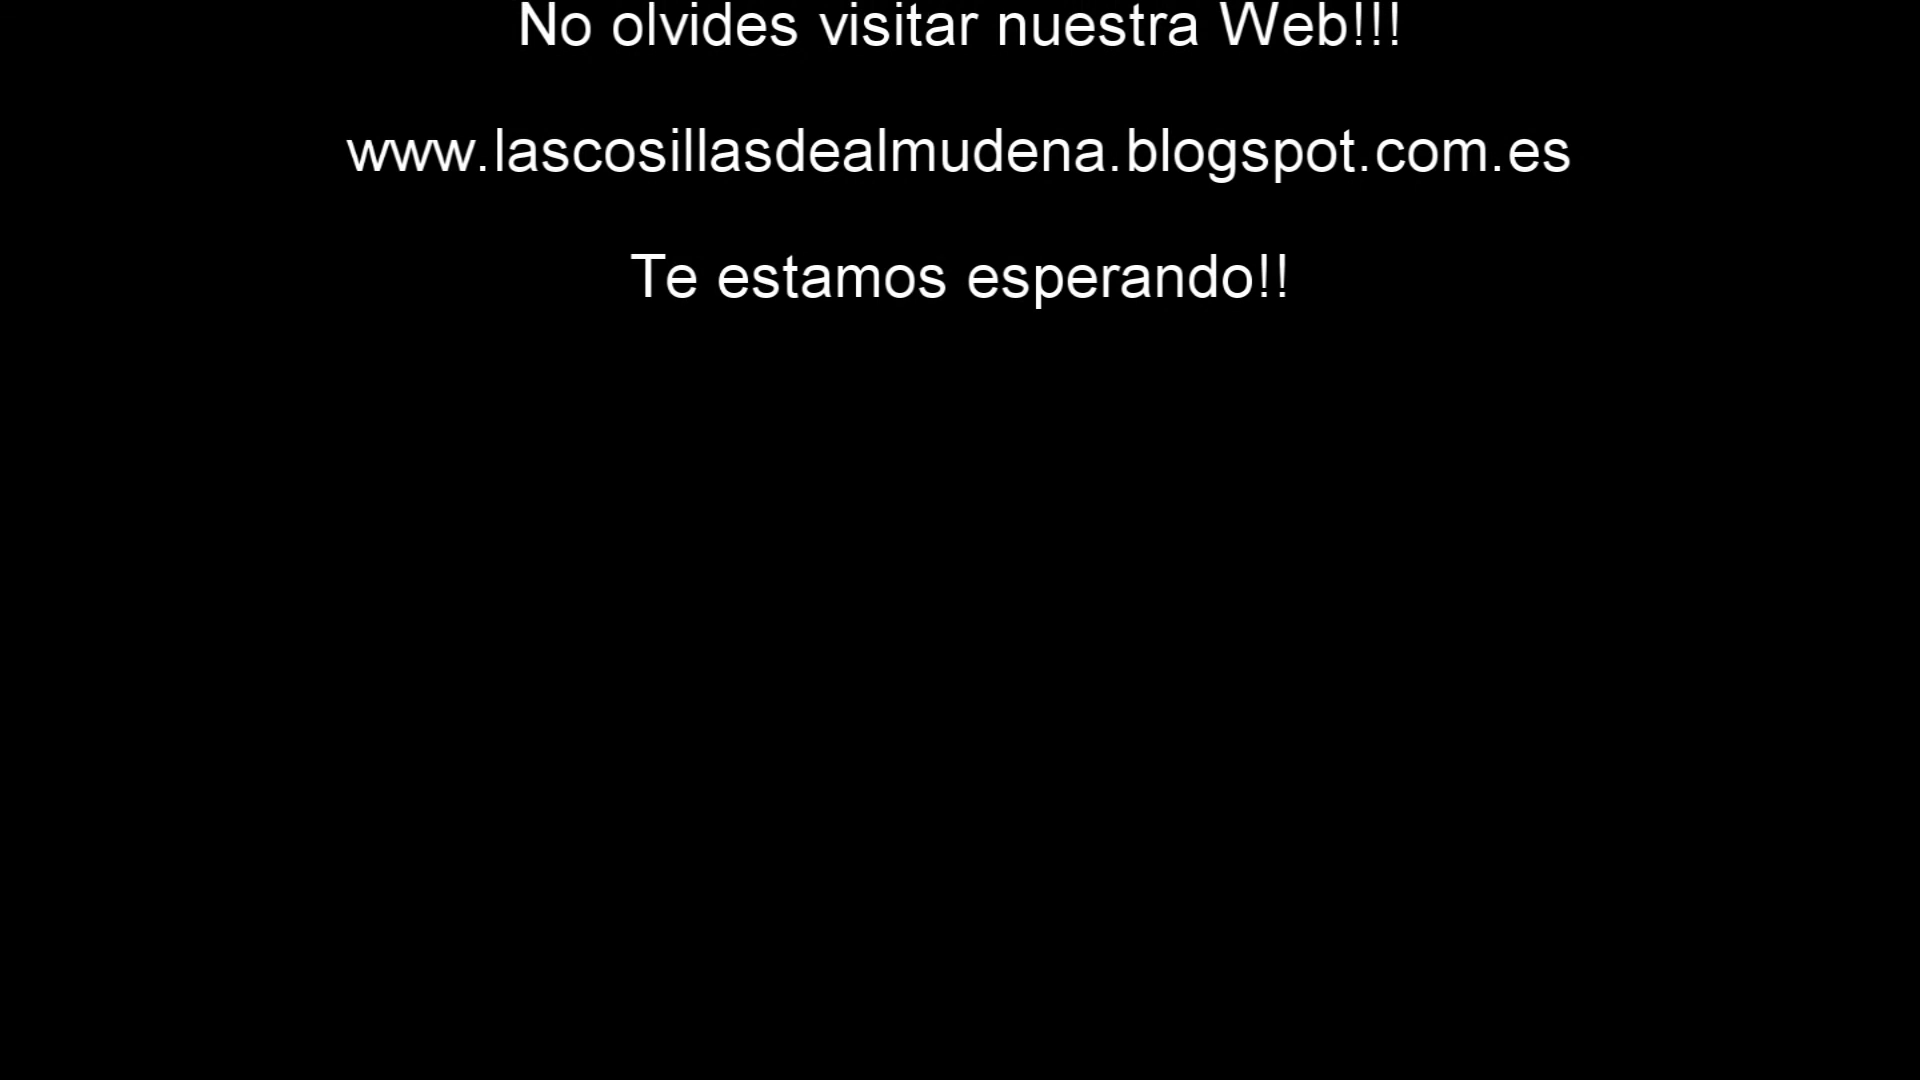 No olvides visitar nuestra Web!!!
www.lascosillasdealmudena.blogspot.com.es
Te estamos esperando!!